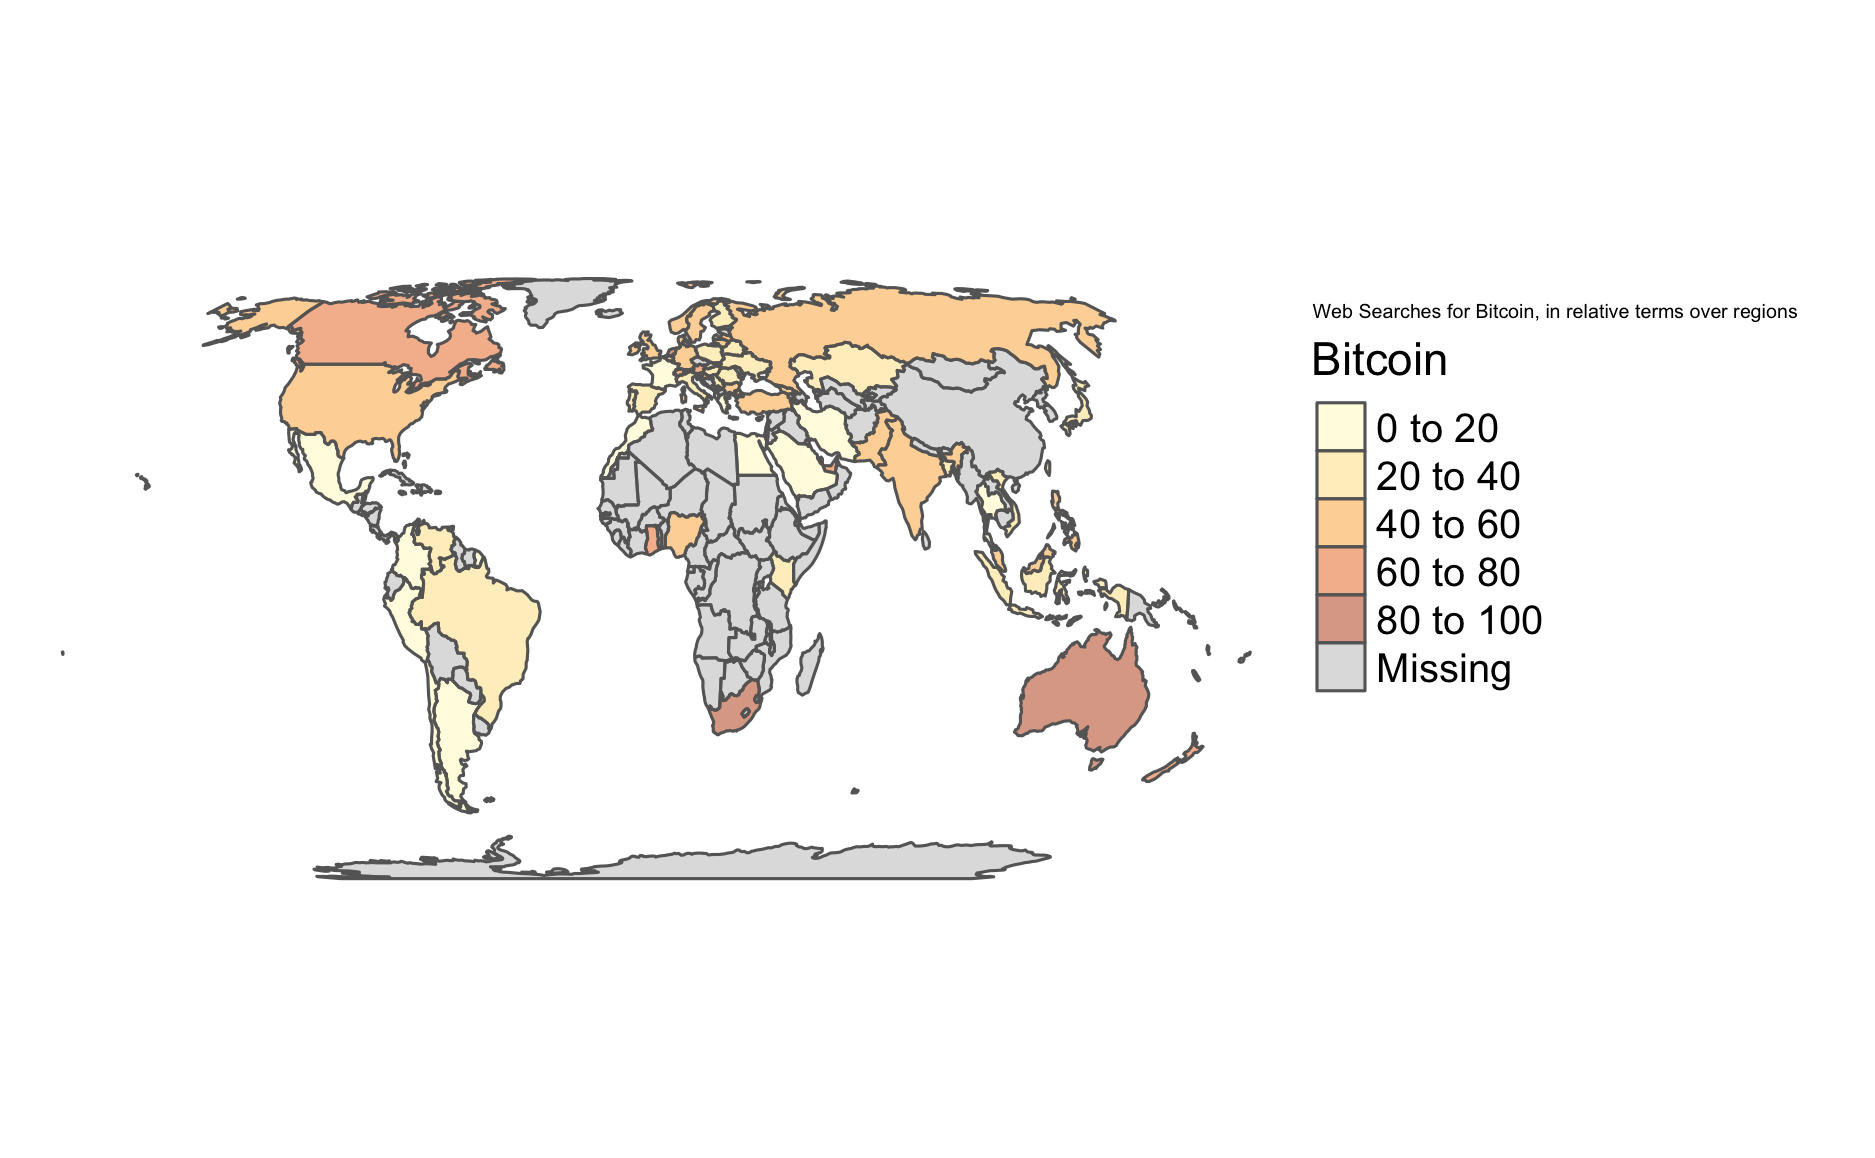 Web Searches for Bitcoin, in relative terms over regions
Bitcoin
0 to 20
20 to 40
40 to 60
60 to 80
80 to 100
Missing